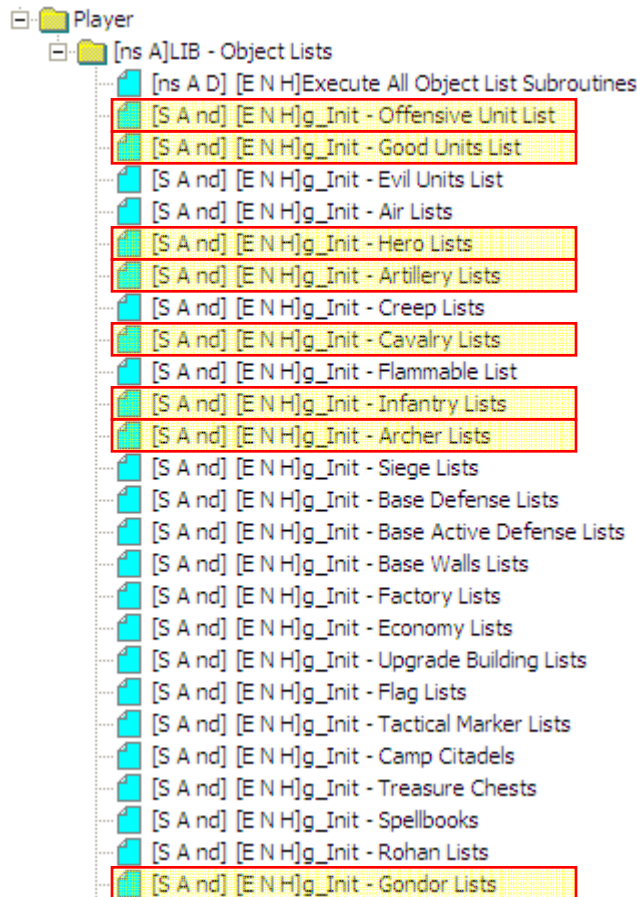 Player
[ns A]LIB - Object Lists
[ns A D] [E N H]Execute All Object List Subroutines
[S A nd] [E N H]g_Init - Offensive Unit List
[S A nd] [E N H]g_Init - Good Units List
[S A nd] [E N H]g_Init - Evil Units List
[S A nd] [E N H]g_Init - Air Lists
[S A nd] [E N H]g_Init - Hero Lists
[S A nd] [E N H]g_Init - Artillery Lists
[S A nd] [E N H]g_Init - Creep Lists
[S A nd] [E N H]g_Init - Cavalry Lists
[S A nd] [E N H]g_Init - Flammable List
[S A nd] [E N H]g_Init - Infantry Lists
[S A nd] [E N H]g_Init - Archer Lists
[S A nd] [E N H]g_Init - Siege Lists
[S A nd] [E N H]g_Init - Base Defense Lists
[S A nd] [E N H]g_Init - Base Active Defense Lists
[S A nd] [E N H]g_Init - Base Walls Lists
[S A nd] [E N H]g_Init - Factory Lists
[S A nd] [E N H]g_Init - Economy Lists
[S A nd] [E N H]g_Init - Upgrade Building Lists
[S A nd] [E N H]g_Init - Flag Lists
[S A nd] [E N H]g_Init - Tactical Marker Lists
[S A nd] [E N H]g_Init - Camp Citadels
[S A nd] [E N H]g_Init - Treasure Chests
[S A nd] [E N H]g_Init - Spellbooks
[S A nd] [E N H]g_Init - Rohan Lists
[S A nd] [E N H]g_Init - Gondor Lists